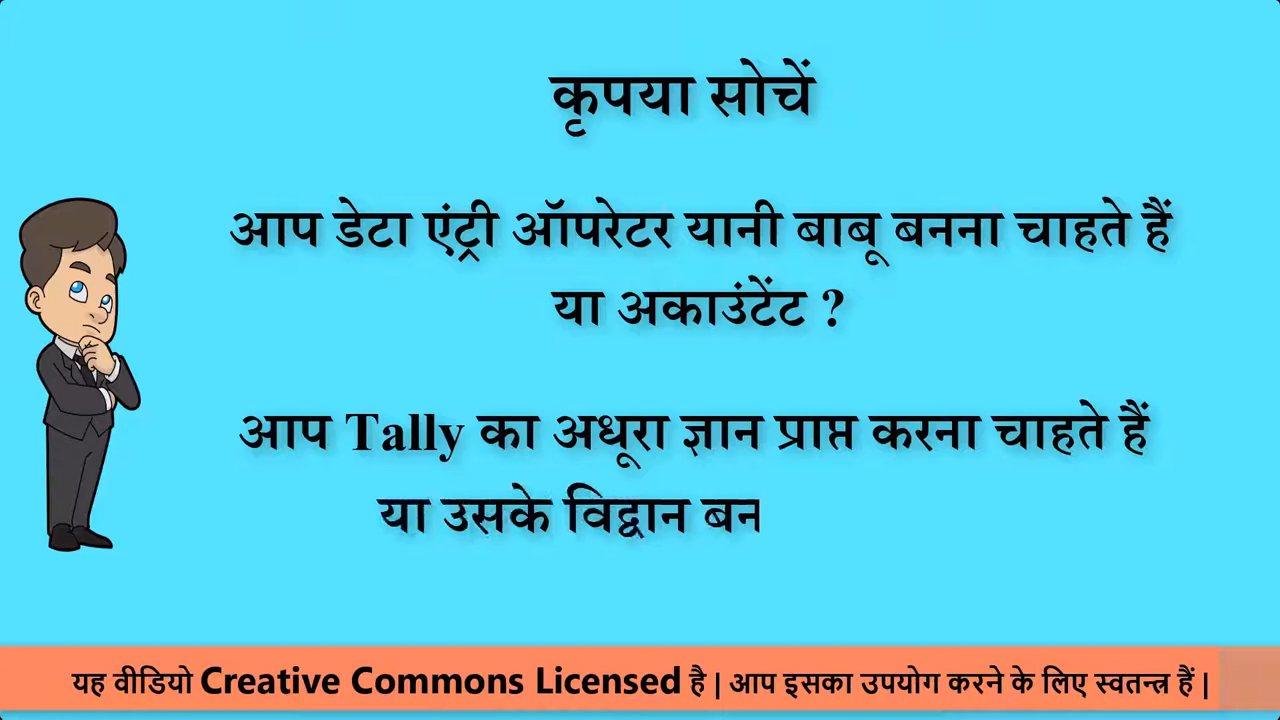 कृपया सोचें
आप डेटा एंट्री ऑपरेटर यानी बाबू बनना चाहते हैं
या अकाउंटेंट ?
आप Tally का अधूरा ज्ञान प्राप्त करना चाहते हैं
या उसके विद्वान बन
यह वीडियो Creative Commons Licensed है | आप इसका उपयोग करने के लिए स्वतन्त्र हैं |